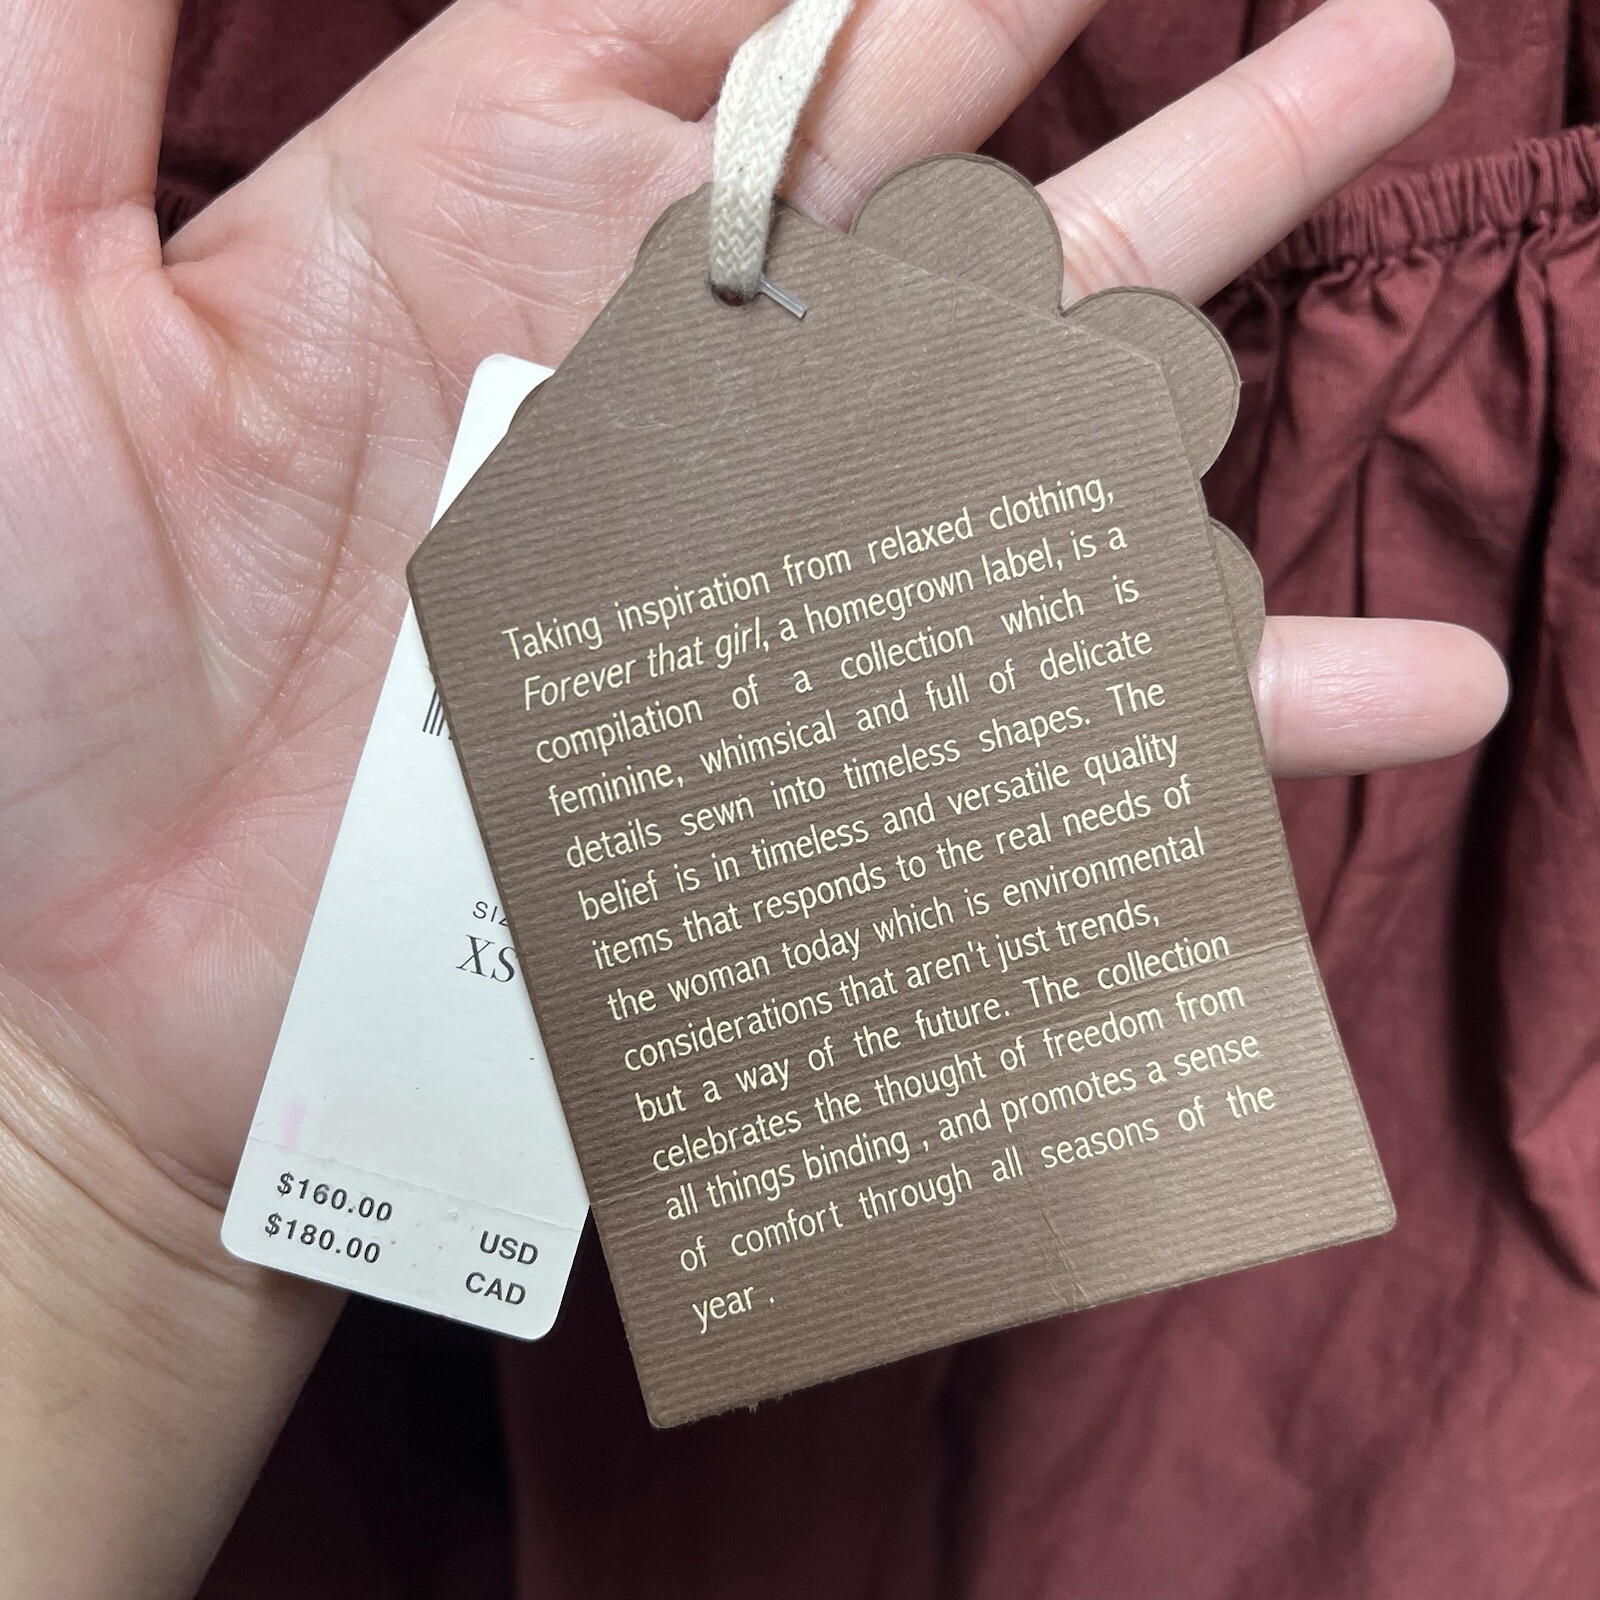 Taking inspiration from relaxed clothing,
Forever that girl, a homegrown label, is a
compilation of a collection which is
feminine, whimsical and full of delicate
details sewn into timeless shapes. The
belief is in timeless and versatile quality
items that responds to the real needs of
the woman today which is environmental
considerations that aren't just trends,
but a way of the future. The collection
celebrates the thought of freedom from
all things binding , and promotes a sense
of comfort through all seasons of the
year .
XS
$160.00 USD
$180.00 CAD